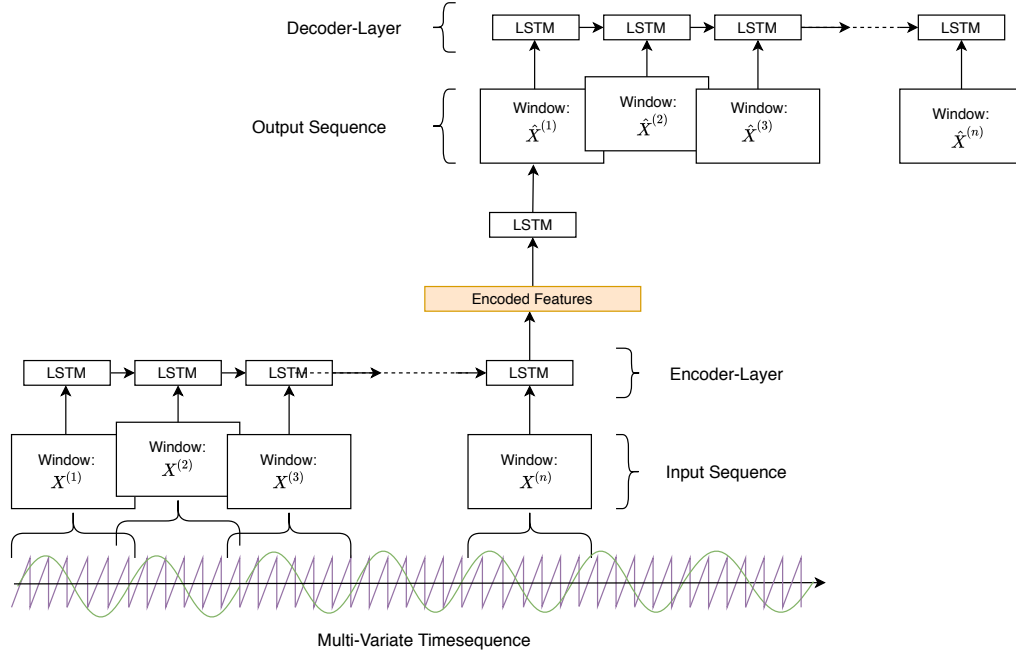 Decoder-Layer
LSTM LSTM LSTM LSTM
Output Sequence
Window: Window: Window: Window:
X̂⁽¹⁾ X̂⁽²⁾ X̂⁽³⁾ X̂⁽ⁿ⁾
LSTM
Encoded Features
LSTM LSTM LSTM LSTM
Encoder-Layer
Window: Window: Window: Window:
X⁽¹⁾ X⁽²⁾ X⁽³⁾ X⁽ⁿ⁾
Input Sequence
Multi-Variate Timesequence